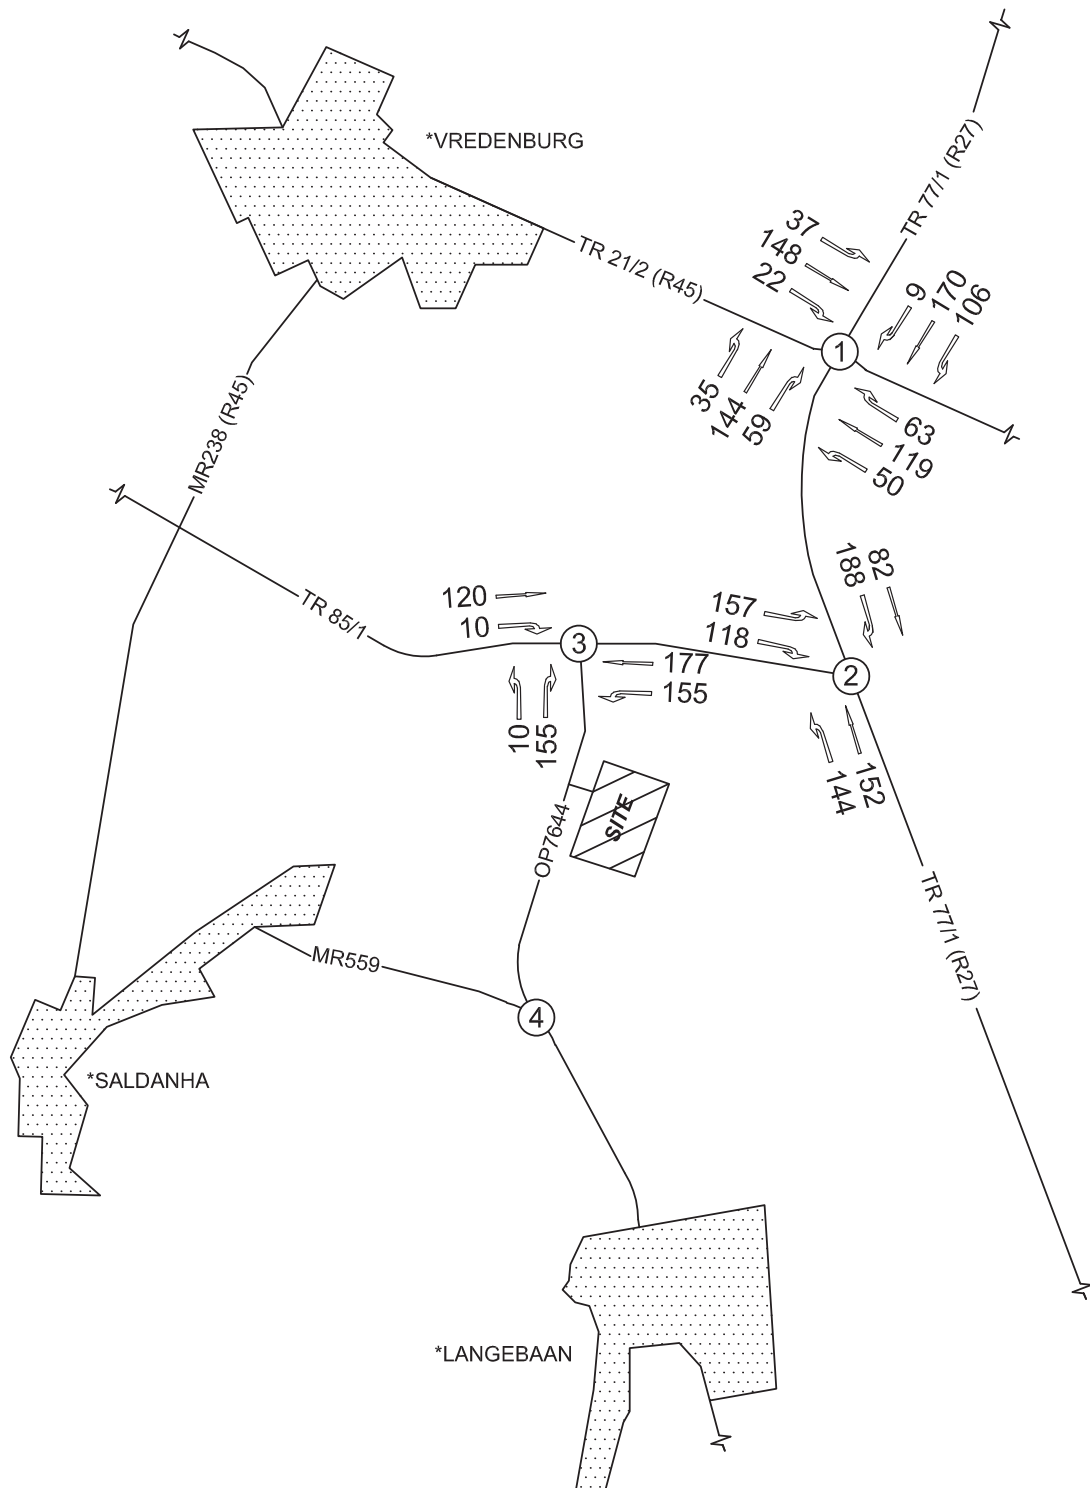 *VREDENBURG
TR 77/1 (R27)
TR 21/2 (R45)
37
148
22
9
170
106
1
35
144
59
63
119
50
MR238 (R45)
TR 85/1
120
10
3
157
118
188
82
2
177
155
10
155
144
152
SITE
OP7644
TR 77/1 (R27)
MR559
4
*SALDANHA
*LANGEBAAN